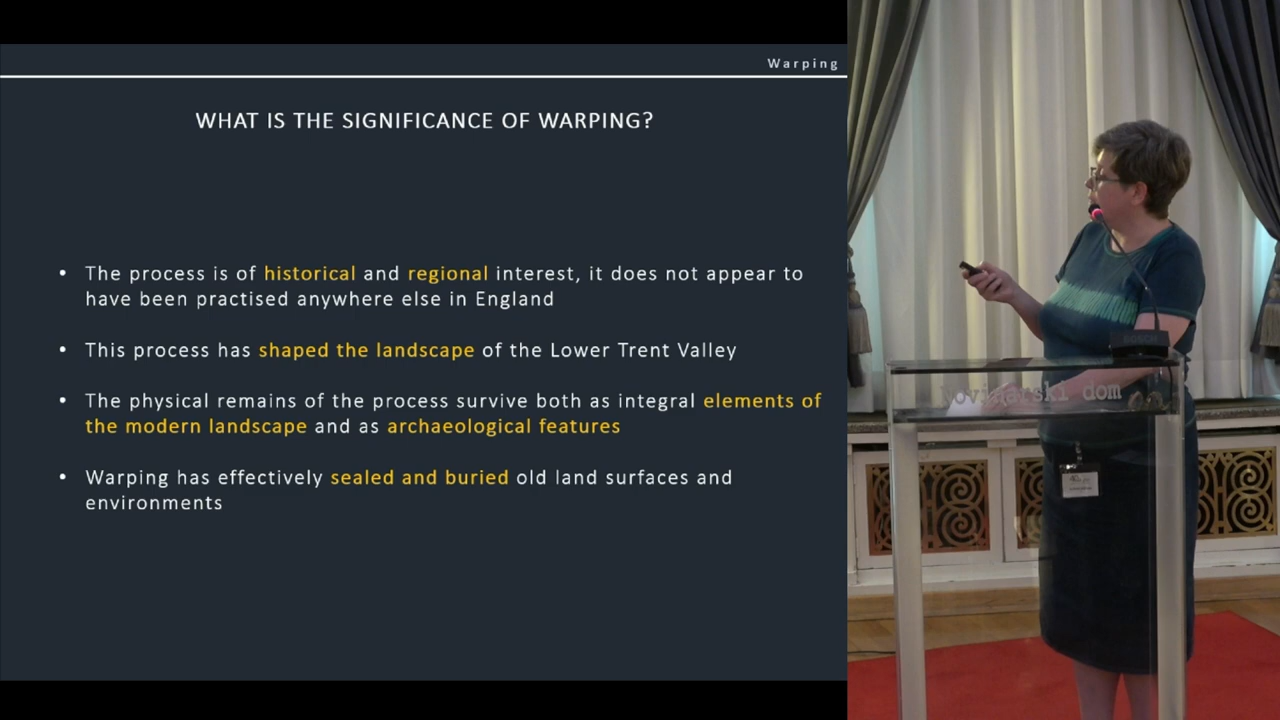 Warping
WHAT IS THE SIGNIFICANCE OF WARPING?
• The process is of historical and regional interest, it does not appear to
have been practised anywhere else in England
• This process has shaped the landscape of the Lower Trent Valley
• The physical remains of the process survive both as integral elements of
the modern landscape and as archaeological features
• Warping has effectively sealed and buried old land surfaces and
environments
BOSCH
Novinarski dom